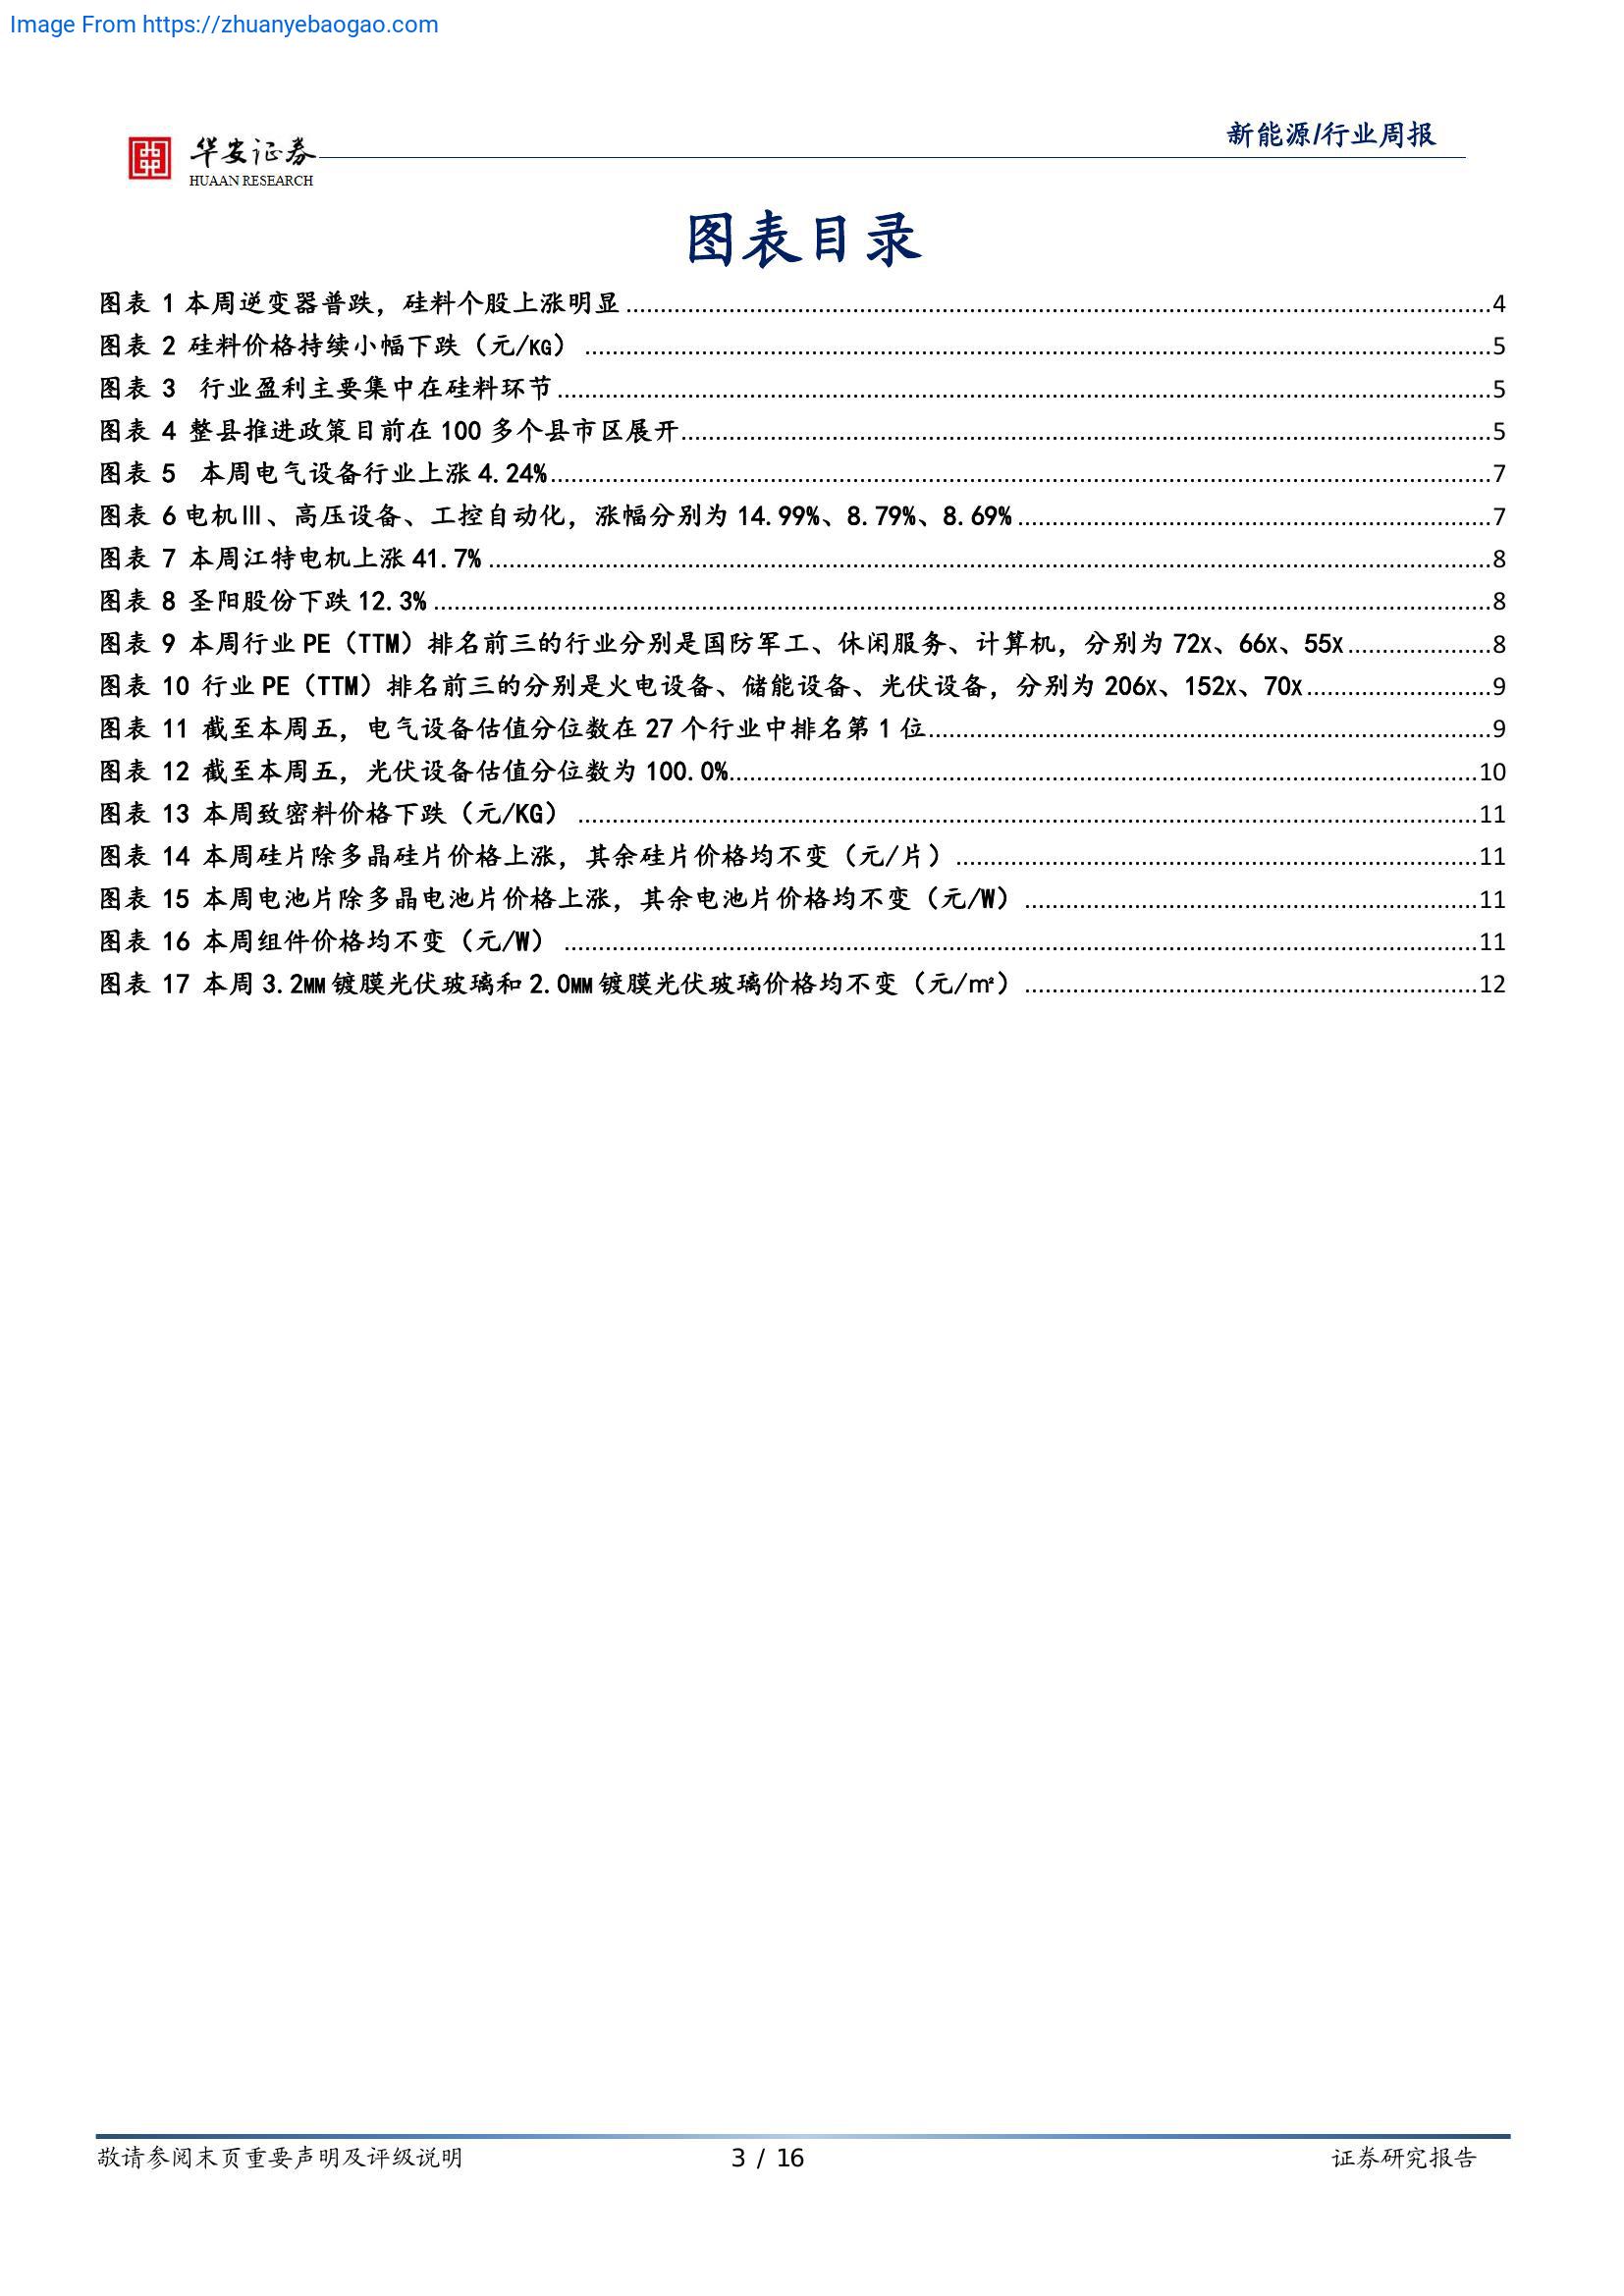 Image From https://zhuanyebaogao.com
新能源/行业周报
华安证券
HUAAN RESEARCH
图表目录
图表 1 本周逆变器普跌，硅料个股上涨明显 4
图表 2 硅料价格持续小幅下跌（元/KG） 5
图表 3 行业盈利主要集中在硅料环节 5
图表 4 整县推进政策目前在 100 多个县市区展开 5
图表 5 本周电气设备行业上涨 4.24% 7
图表 6 电机Ⅲ、高压设备、工控自动化，涨幅分别为 14.99%、8.79%、8.69% 7
图表 7 本周江特电机上涨 41.7% 8
图表 8 圣阳股份下跌 12.3% 8
图表 9 本周行业 PE（TTM）排名前三的行业分别是国防军工、休闲服务、计算机，分别为 72X、66X、55X 8
图表 10 行业 PE（TTM）排名前三的分别是火电设备、储能设备、光伏设备，分别为 206X、152X、70X 9
图表 11 截至本周五，电气设备估值分位数在 27 个行业中排名第 1 位 9
图表 12 截至本周五，光伏设备估值分位数为 100.0% 10
图表 13 本周致密料价格下跌（元/KG） 11
图表 14 本周硅片除多晶硅片价格上涨，其余硅片价格均不变（元/片） 11
图表 15 本周电池片除多晶电池片价格上涨，其余电池片价格均不变（元/W） 11
图表 16 本周组件价格均不变（元/W） 11
图表 17 本周 3.2MM 镀膜光伏玻璃和 2.0MM 镀膜光伏玻璃价格均不变（元/㎡） 12
敬请参阅末页重要声明及评级说明 3 / 16 证券研究报告